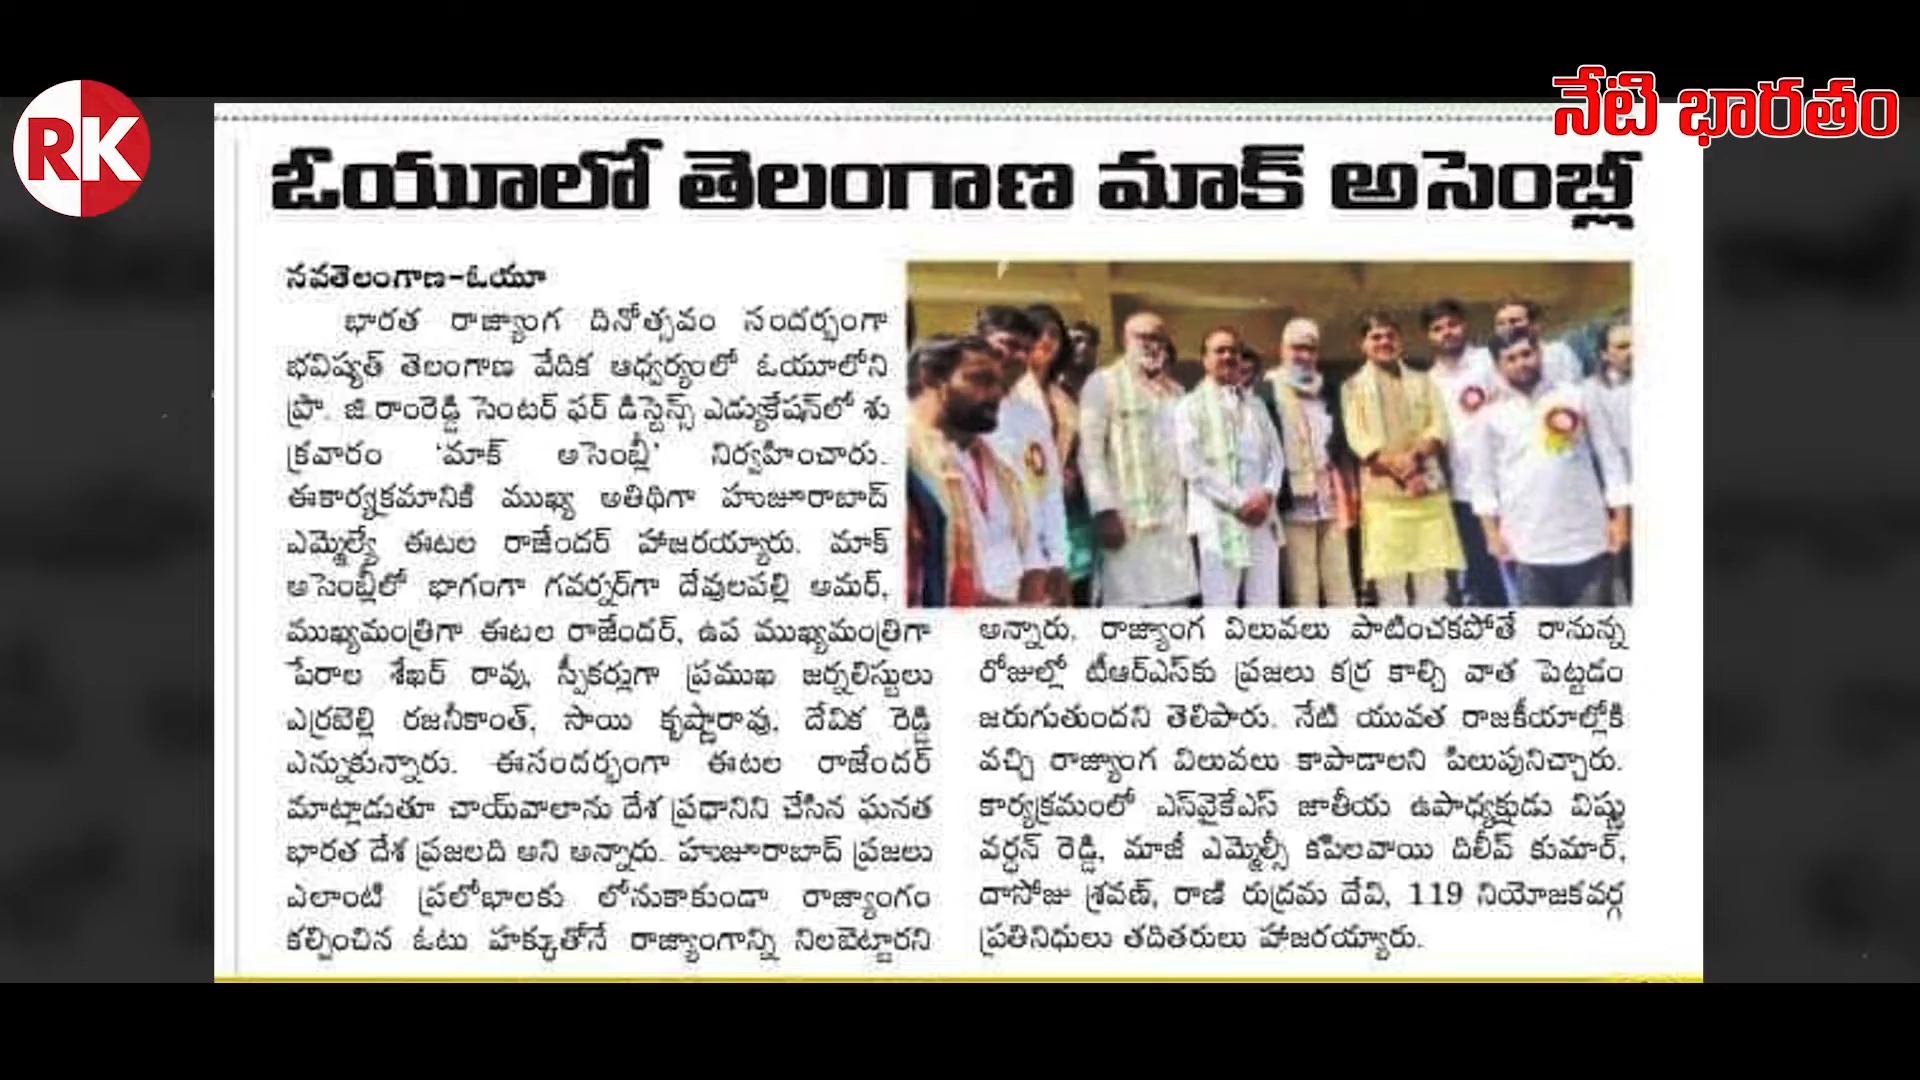 RK
నేటి భారతం
ఓయూలో తెలంగాణ మాక్ అసెంబ్లీ
నవతెలంగాణ-ఓయూ
భారత రాజ్యాంగ దినోత్సవం సందర్భంగా
భవిష్యత్ తెలంగాణ వేదిక ఆధ్వర్యంలో ఓయూలోని
ప్రొ. జి.రాంరెడ్డి సెంటర్ ఫర్ డిస్టెన్స్ ఎడ్యుకేషన్‌లో శు
క్రవారం 'మాక్ అసెంబ్లీ' నిర్వహించారు.
ఈకార్యక్రమానికి ముఖ్య అతిథిగా హుజూరాబాద్
ఎమ్మెల్యే ఈటల రాజేందర్ హాజరయ్యారు. మాక్
అసెంబ్లీలో భాగంగా గవర్నర్‌గా దేవులపల్లి అమర్,
ముఖ్యమంత్రిగా ఈటల రాజేందర్, ఉప ముఖ్యమంత్రిగా
పేరాల శేఖర్ రావు, స్పీకర్లుగా ప్రముఖ జర్నలిస్టులు
ఎర్రబెల్లి రజనీకాంత్, సాయి కృష్ణారావు, దేవిక రెడ్డి
ఎన్నుకున్నారు. ఈసందర్భంగా ఈటల రాజేందర్
మాట్లాడుతూ చాయ్‌వాలాను దేశ ప్రధానిని చేసిన ఘనత
భారత దేశ ప్రజలది అని అన్నారు. హుజూరాబాద్ ప్రజలు
ఎలాంటి ప్రలోభాలకు లోనుకాకుండా రాజ్యాంగం
కల్పించిన ఓటు హక్కుతోనే రాజ్యాంగాన్ని నిలబెట్టారని
అన్నారు. రాజ్యాంగ విలువలు పాటించకపోతే రానున్న
రోజుల్లో టీఆర్ఎస్‌కు ప్రజలు కర్ర కాల్చి వాత పెట్టడం
జరుగుతుందని తెలిపారు. నేటి యువత రాజకీయాల్లోకి
వచ్చి రాజ్యాంగ విలువలు కాపాడాలని పిలుపునిచ్చారు.
కార్యక్రమంలో ఎస్‌వైకేఎస్ జాతీయ ఉపాధ్యక్షుడు విష్ణు
వర్ధన్ రెడ్డి, మాజీ ఎమ్మెల్సీ కపిలవాయి దిలీప్ కుమార్,
దాసోజు శ్రవణ్, రాణి రుద్రమ దేవి, 119 నియోజకవర్గ
ప్రతినిధులు తదితరులు హాజరయ్యారు.